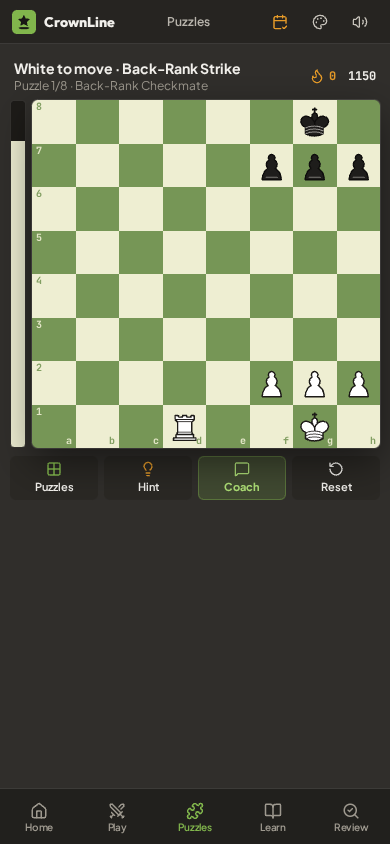 CrownLine
Puzzles
White to move · Back-Rank Strike
Puzzle 1/8 · Back-Rank Checkmate
0
1150
8
7
6
5
4
3
2
1
a
b
c
d
e
f
g
h
Puzzles
Hint
Coach
Reset
Home
Play
Puzzles
Learn
Review